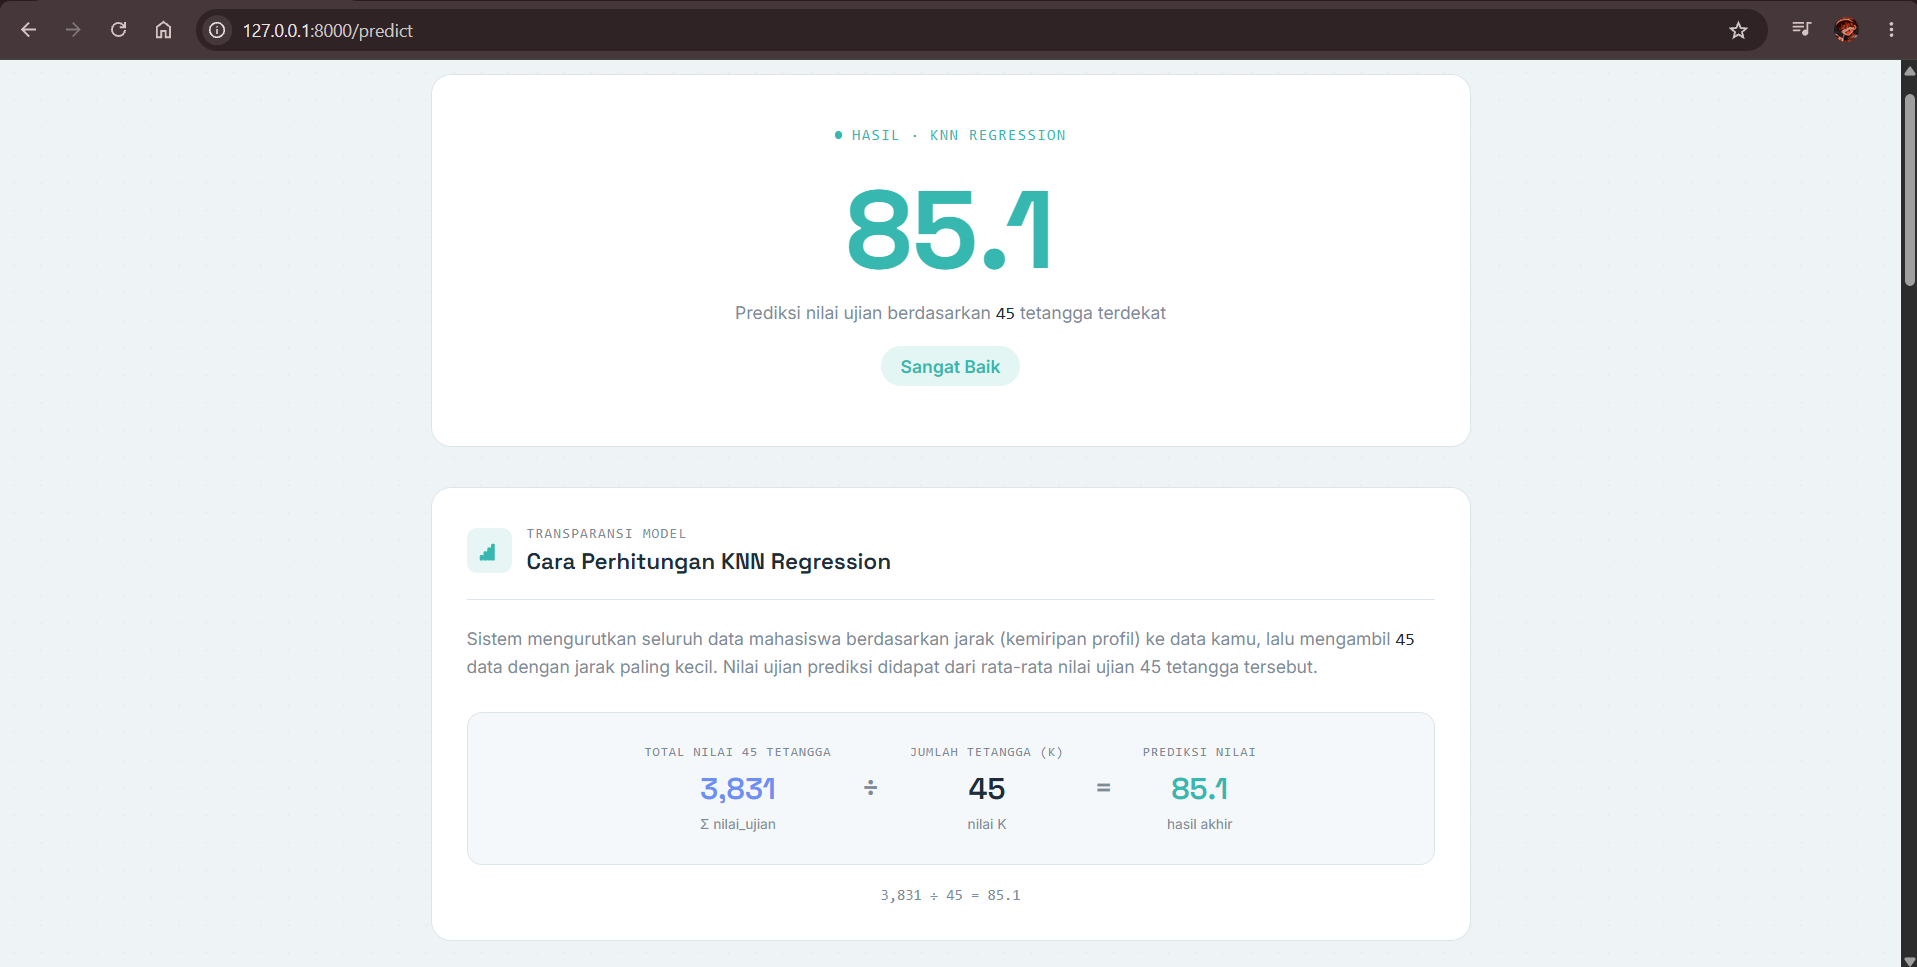 127.0.0.1:8000/predict
HASIL · KNN REGRESSION
85.1
Prediksi nilai ujian berdasarkan 45 tetangga terdekat
Sangat Baik
TRANSPARANSI MODEL
Cara Perhitungan KNN Regression
Sistem mengurutkan seluruh data mahasiswa berdasarkan jarak (kemiripan profil) ke data kamu, lalu mengambil 45
data dengan jarak paling kecil. Nilai ujian prediksi didapat dari rata-rata nilai ujian 45 tetangga tersebut.
TOTAL NILAI 45 TETANGGA
3,831
Σ nilai_ujian
÷
JUMLAH TETANGGA (K)
45
nilai K
=
PREDIKSI NILAI
85.1
hasil akhir
3,831 ÷ 45 = 85.1